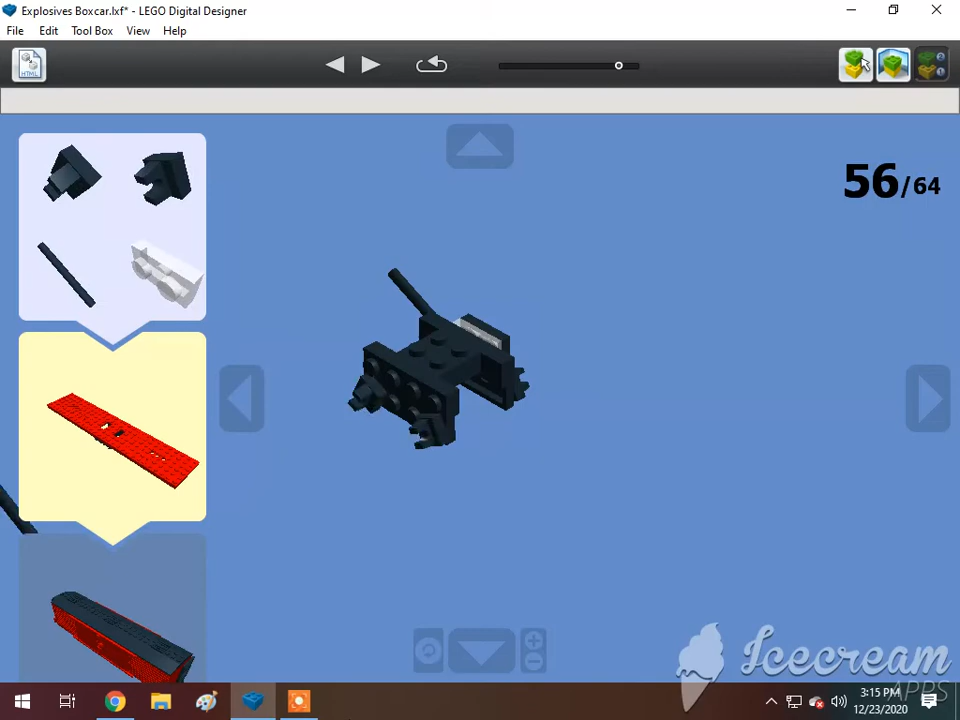 Explosives Boxcar.lxf* - LEGO Digital Designer
File Edit Tool Box View Help
HTML
56/64
Icecream
APPS
3:15 PM
12/23/2020